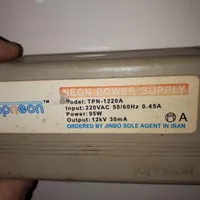 NEON POWER SUPPLY
Model: TPN-1220A
Input: 220VAC 50/60Hz 0.45A
Power: 95W
Output: 12kV 30mA
ORDERED BY JINBO SOLE AGENT IN IRAN
A